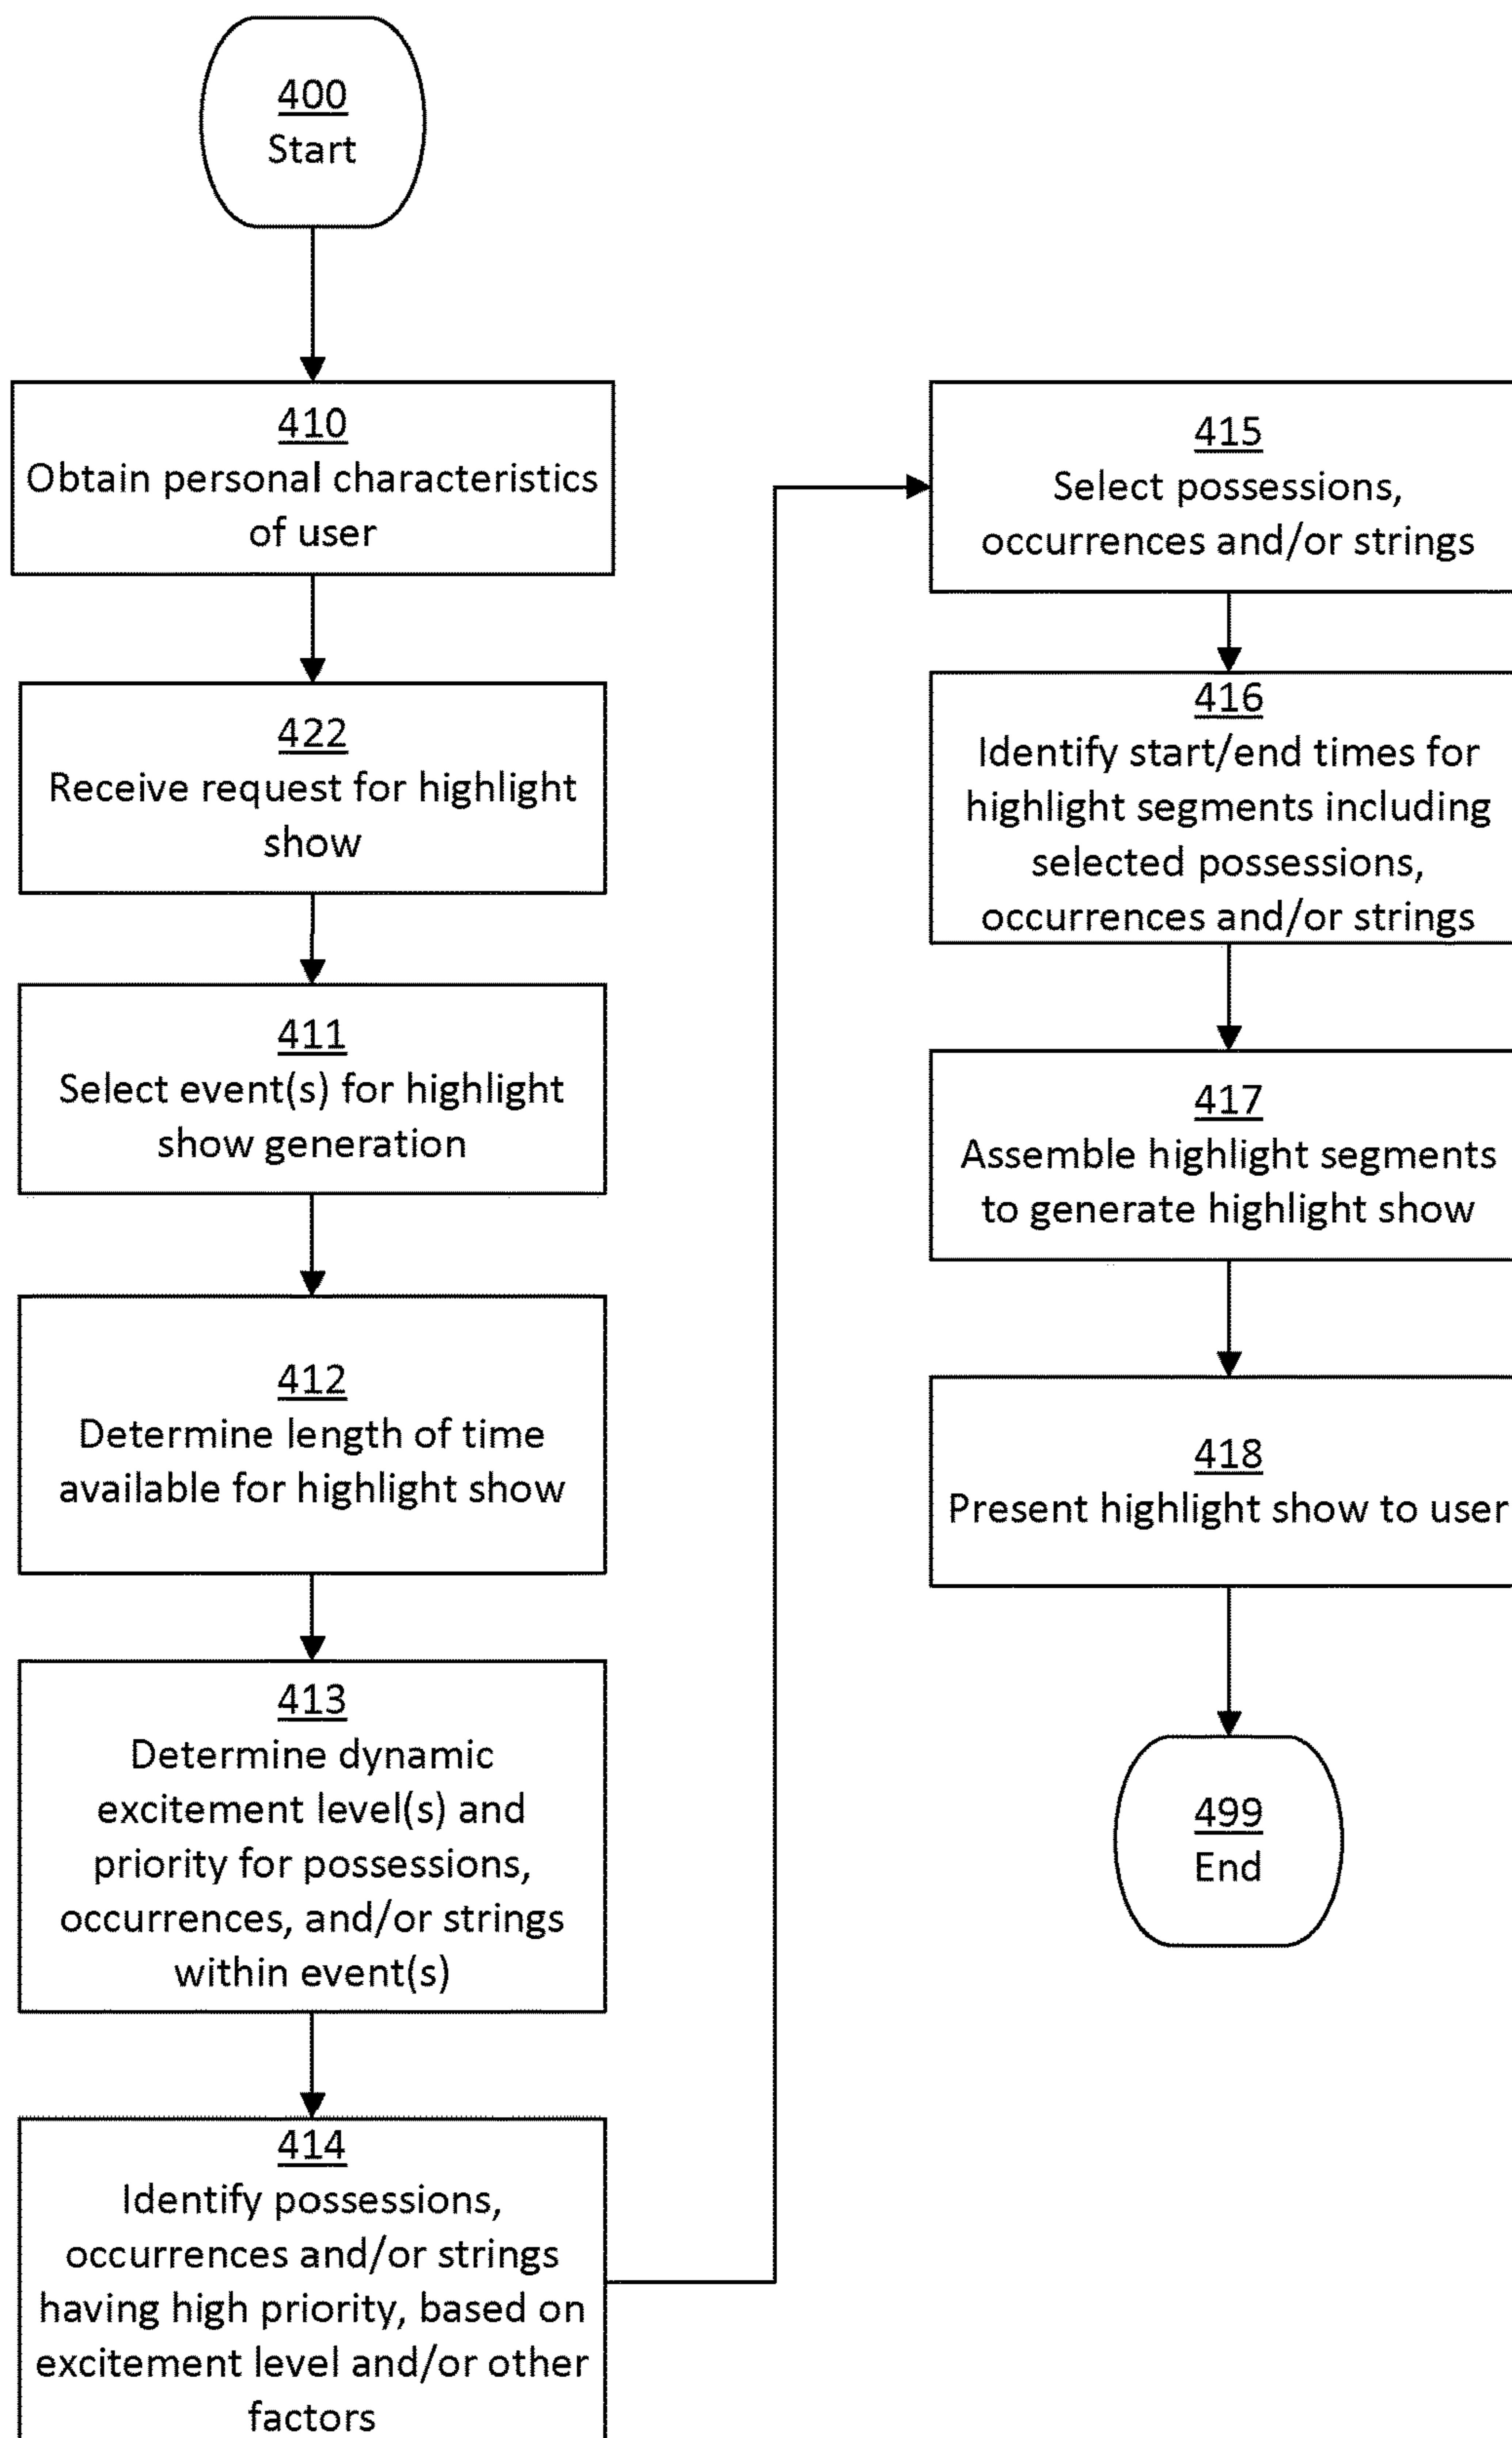 400
Start
410
Obtain personal characteristics
of user
422
Receive request for highlight
show
411
Select event(s) for highlight
show generation
412
Determine length of time
available for highlight show
413
Determine dynamic
excitement level(s) and
priority for possessions,
occurrences, and/or strings
within event(s)
414
Identify possessions,
occurrences and/or strings
having high priority, based on
excitement level and/or other
factors
415
Select possessions,
occurrences and/or strings
416
Identify start/end times for
highlight segments including
selected possessions,
occurrences and/or strings
417
Assemble highlight segments
to generate highlight show
418
Present highlight show to user
499
End